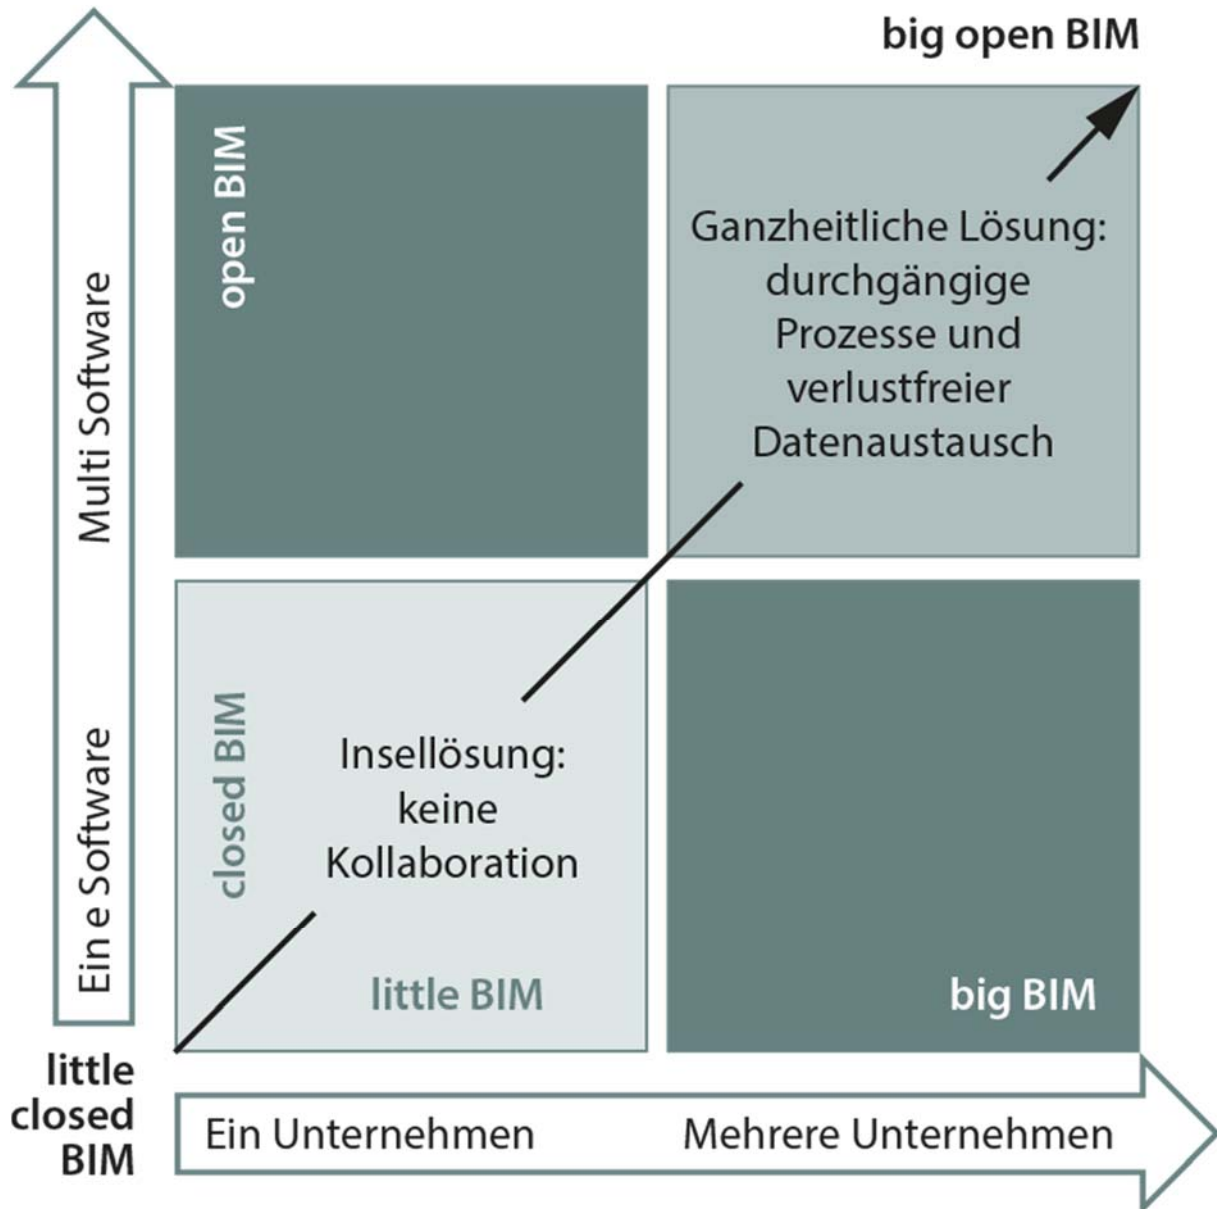 big open BIM
open BIM
Ganzheitliche Lösung:
durchgängige
Prozesse und
verlustfreier
Datenaustausch
Multi Software
closed BIM
Insellösung:
keine
Kollaboration
little BIM
big BIM
Ein e Software
little
closed
BIM
Ein Unternehmen
Mehrere Unternehmen